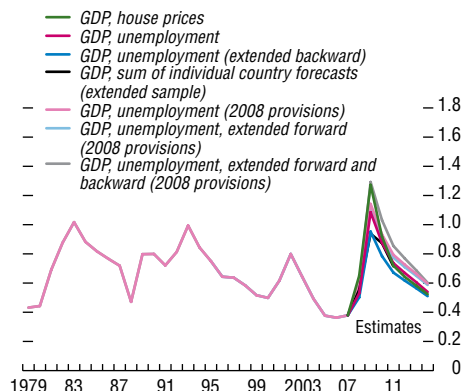 GDP, house prices
GDP, unemployment
GDP, unemployment (extended backward)
GDP, sum of individual country forecasts
(extended sample)
GDP, unemployment (2008 provisions)
GDP, unemployment, extended forward
(2008 provisions)
GDP, unemployment, extended forward and
backward (2008 provisions)
1.8
1.6
1.4
1.2
1.0
0.8
0.6
0.4
0.2
0
Estimates
1979 83 87 91 95 99 2003 07 11